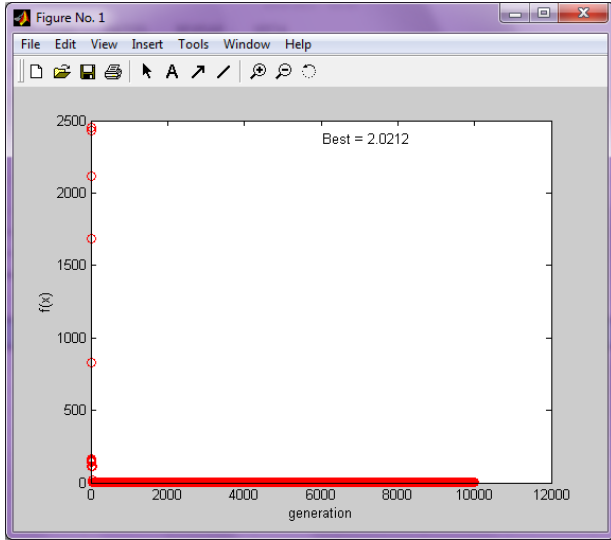 Figure No. 1
File Edit View Insert Tools Window Help
A
Best = 2.0212
2500
2000
1500
1000
500
0
f(x)
0 2000 4000 6000 8000 10000 12000
generation